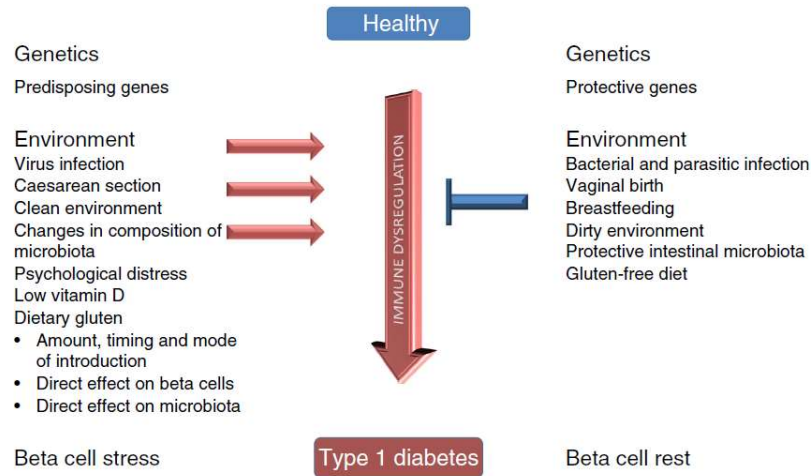 Healthy
Genetics
Predisposing genes
Environment
Virus infection
Caesarean section
Clean environment
Changes in composition of
microbiota
Psychological distress
Low vitamin D
Dietary gluten
• Amount, timing and mode
of introduction
• Direct effect on beta cells
• Direct effect on microbiota
Beta cell stress
IMMUNE DYSREGULATION
Type 1 diabetes
Genetics
Protective genes
Environment
Bacterial and parasitic infection
Vaginal birth
Breastfeeding
Dirty environment
Protective intestinal microbiota
Gluten-free diet
Beta cell rest